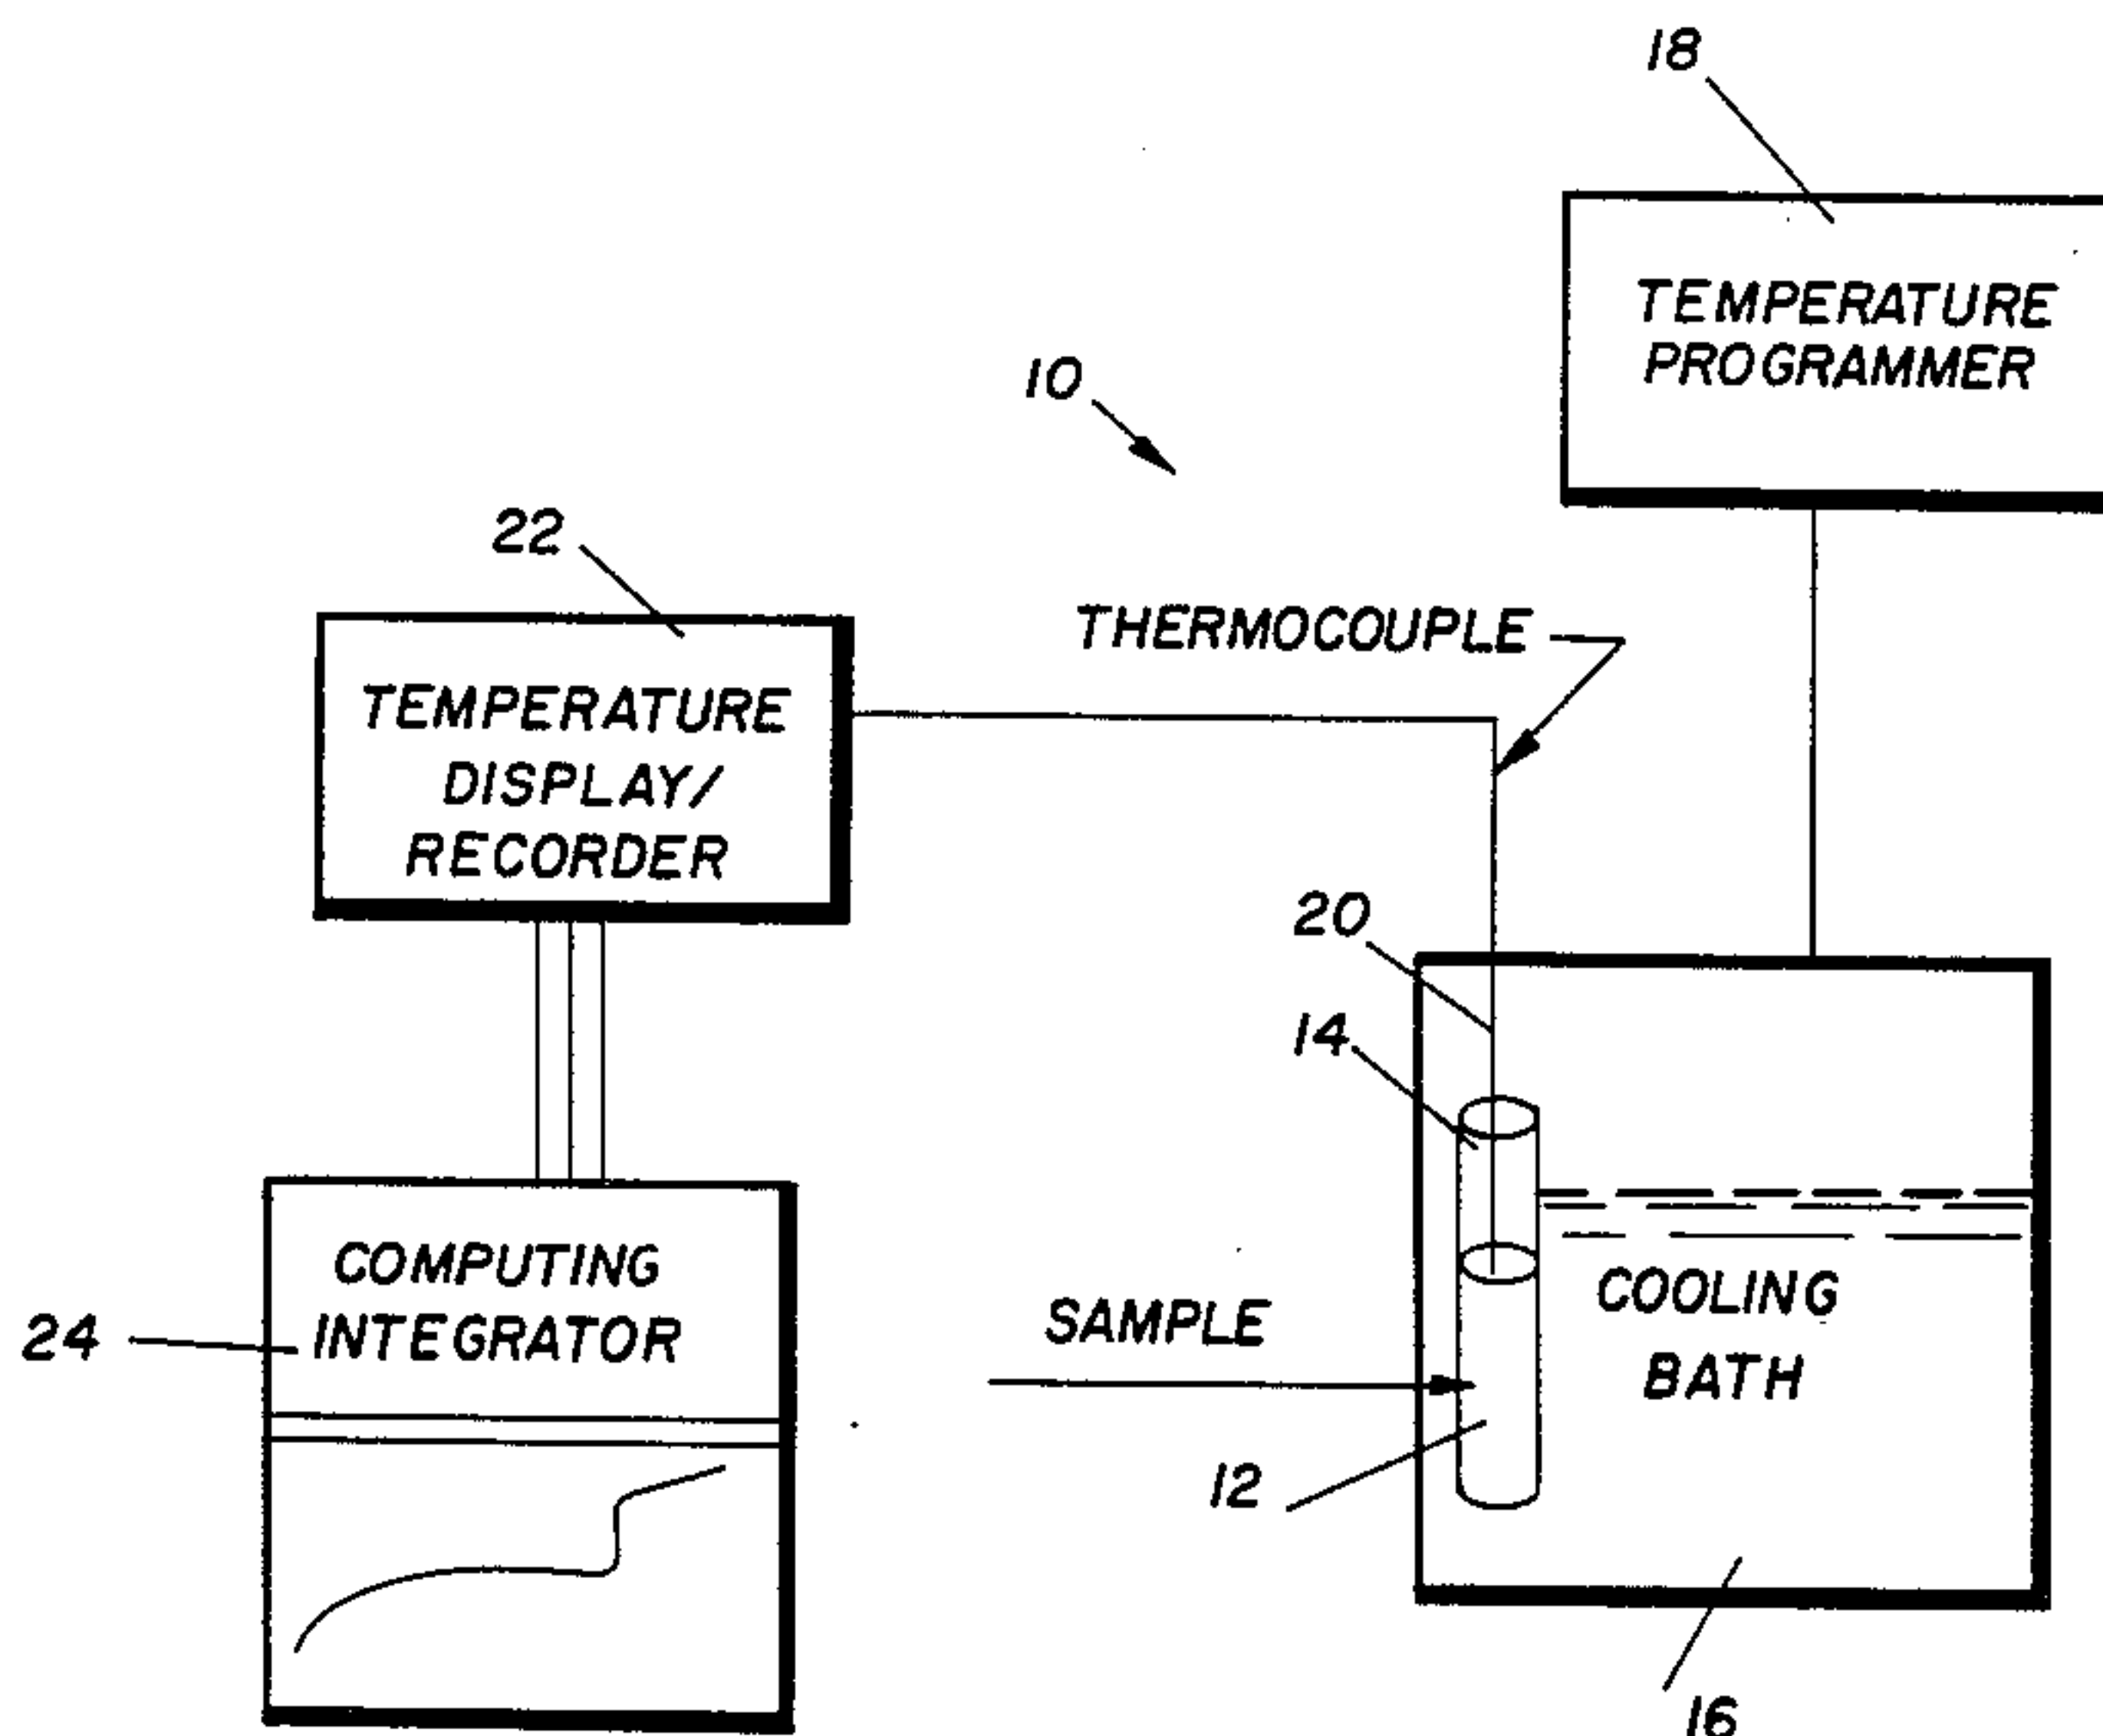 18
TEMPERATURE
PROGRAMMER
10
22
THERMOCOUPLE
TEMPERATURE
DISPLAY/
RECORDER
20
14
COMPUTING
INTEGRATOR
24
SAMPLE
COOLING
BATH
12
16